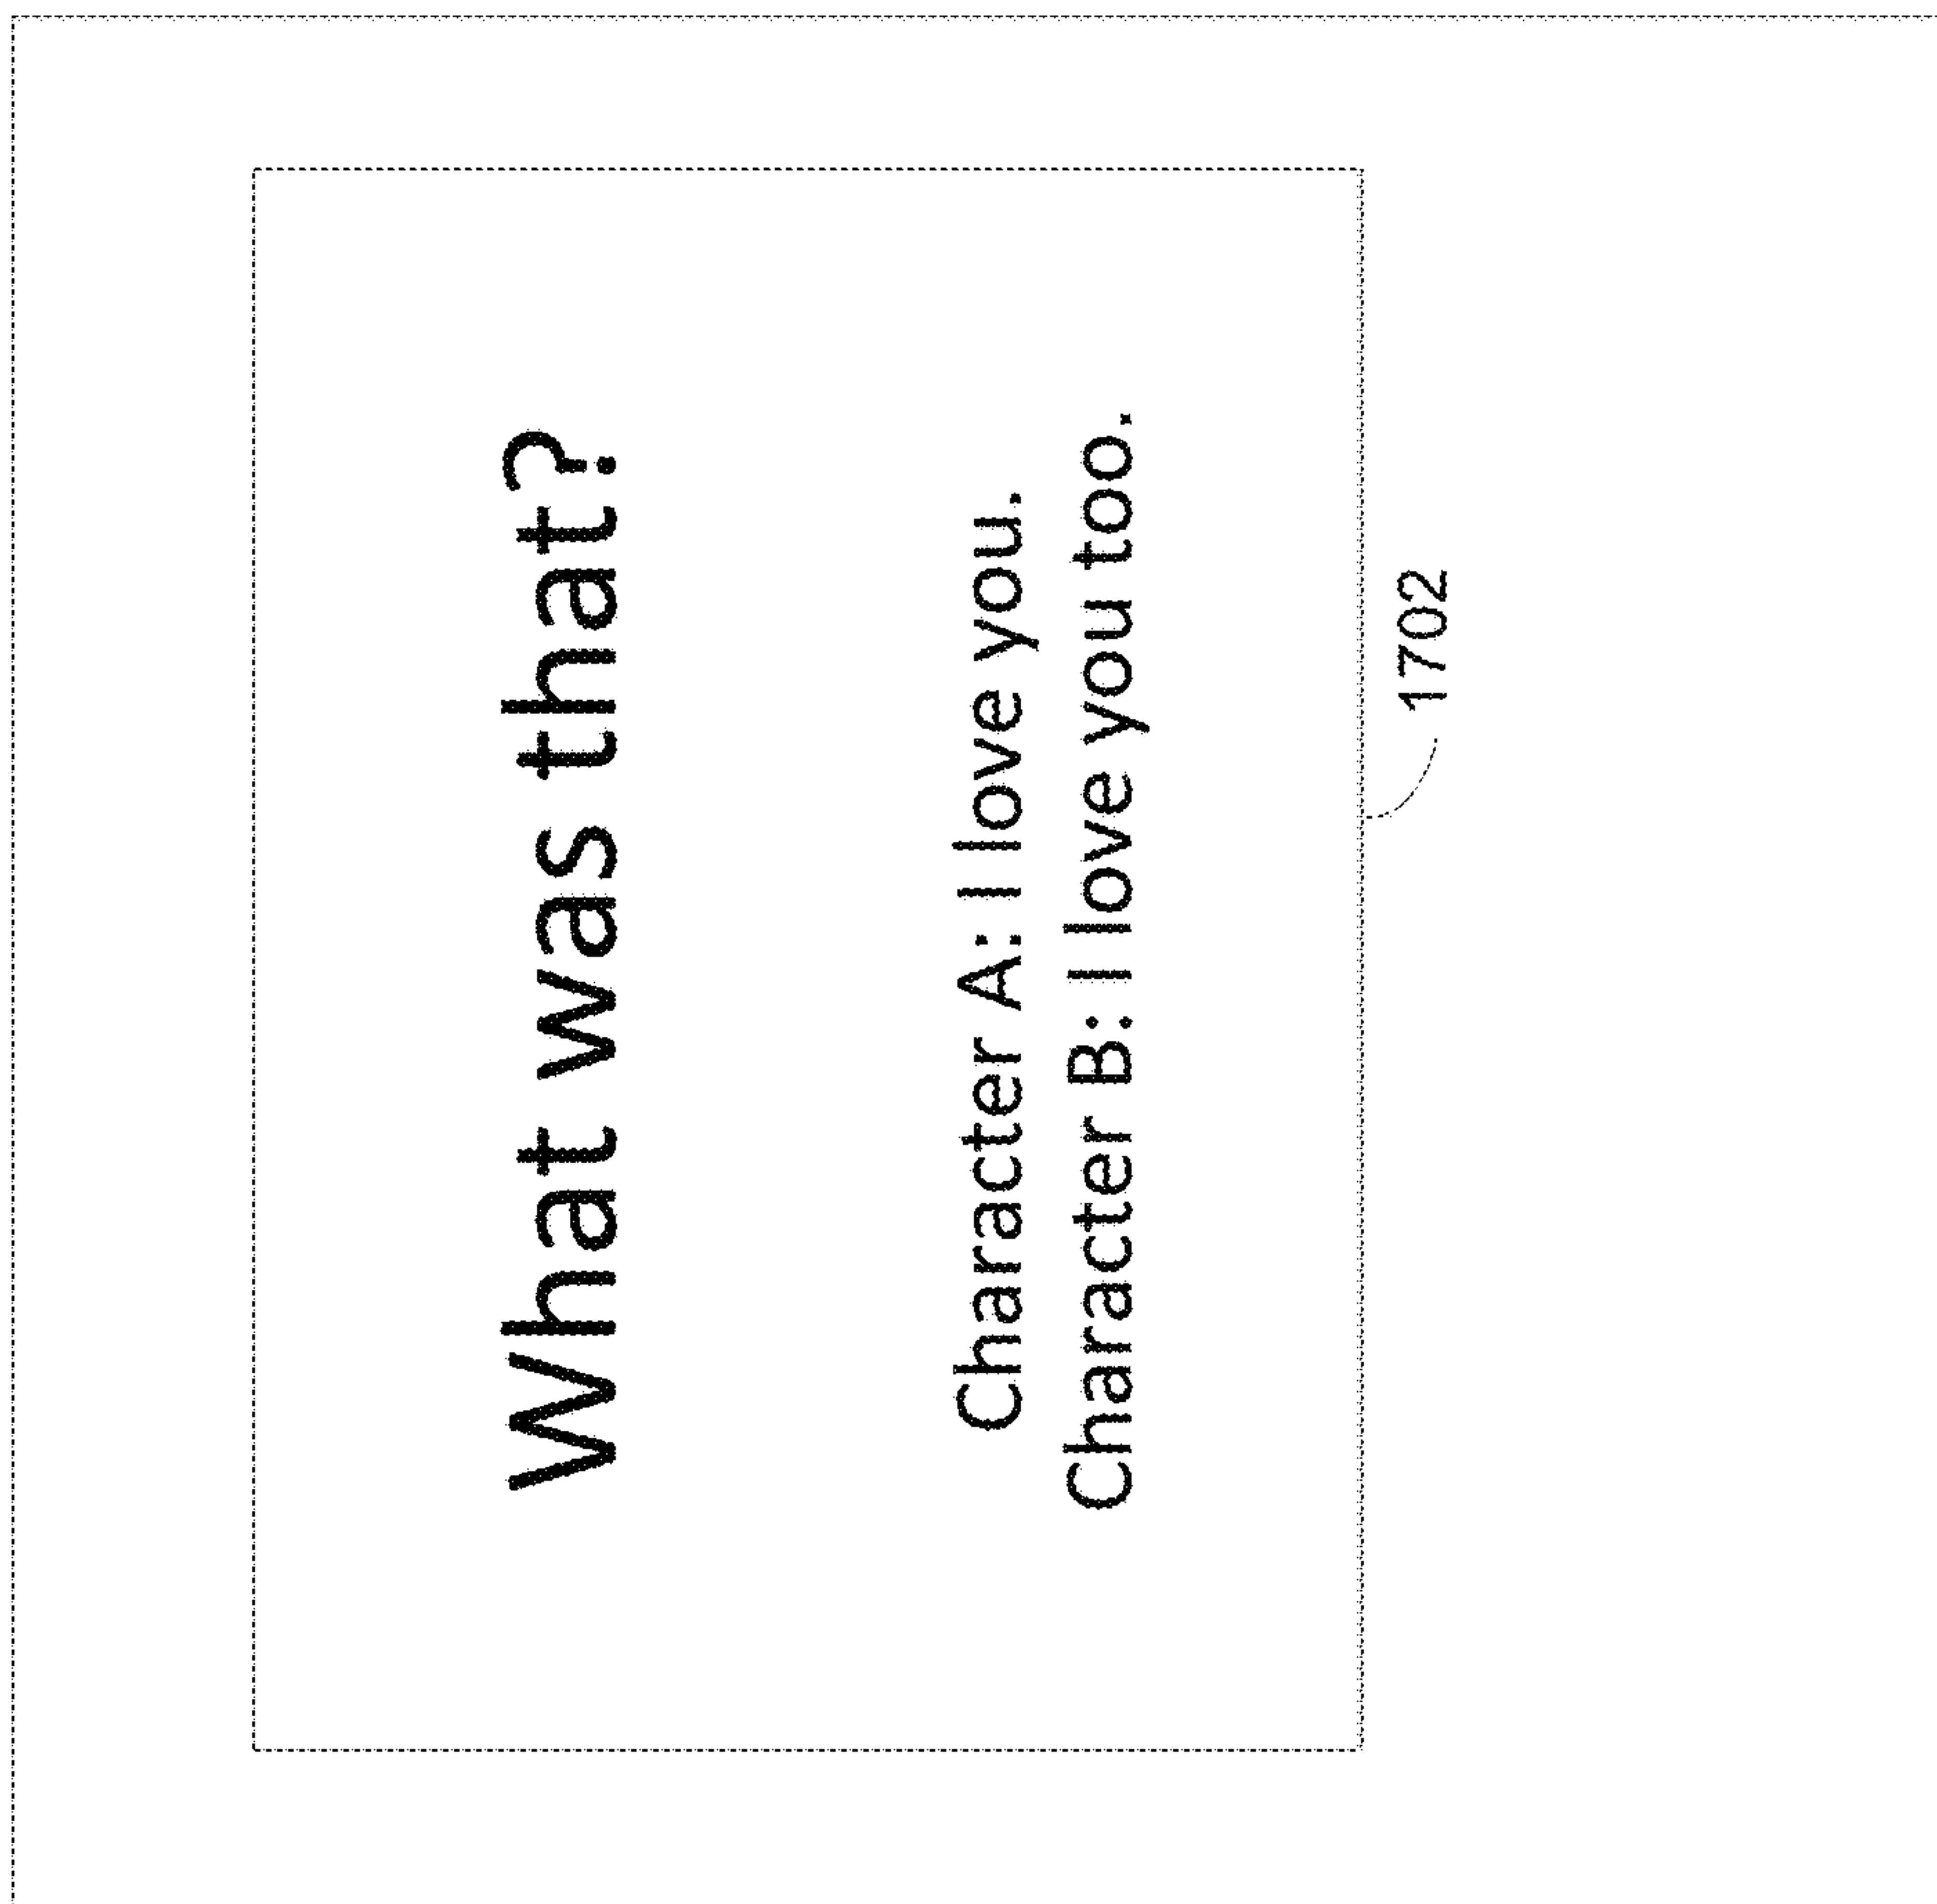 What was that?
Character A: I love you.
Character B: I love you too.
1702